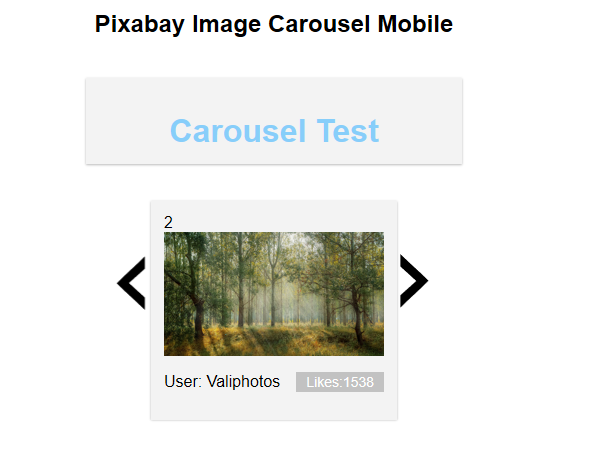 Pixabay Image Carousel Mobile
Carousel Test
2
User: Valiphotos Likes:1538